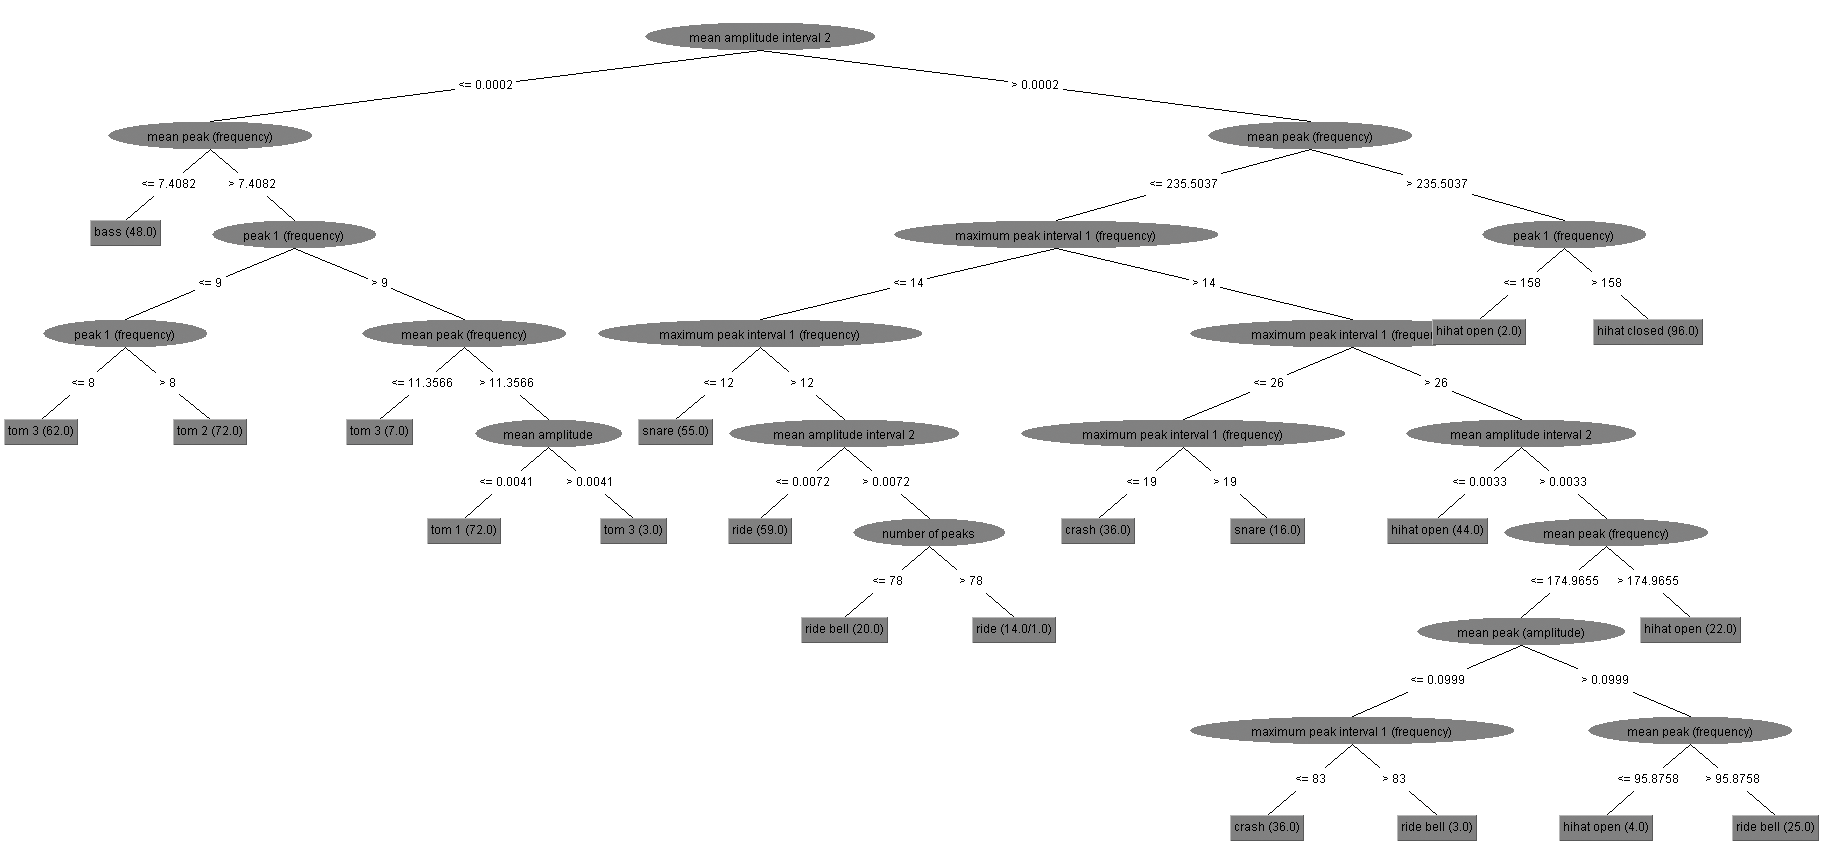 mean amplitude interval 2
<= 0.0002
> 0.0002
mean peak (frequency)
mean peak (frequency)
<= 7.4082
> 7.4082
<= 235.5037
> 235.5037
bass (48.0)
peak 1 (frequency)
maximum peak interval 1 (frequency)
peak 1 (frequency)
<= 9
> 9
<= 14
> 14
<= 158
> 158
peak 1 (frequency)
mean peak (frequency)
maximum peak interval 1 (frequency)
maximum peak interval 1 (freque
hihat open (2.0)
hihat closed (96.0)
<= 8
> 8
<= 11.3566
> 11.3566
<= 12
> 12
<= 26
> 26
tom 3 (62.0)
tom 2 (72.0)
tom 3 (7.0)
mean amplitude
snare (55.0)
mean amplitude interval 2
maximum peak interval 1 (frequency)
mean amplitude interval 2
<= 0.0041
> 0.0041
<= 0.0072
> 0.0072
<= 19
> 19
<= 0.0033
> 0.0033
tom 1 (72.0)
tom 3 (3.0)
ride (59.0)
number of peaks
crash (36.0)
snare (16.0)
hihat open (44.0)
mean peak (frequency)
<= 78
> 78
<= 174.9655
> 174.9655
ride bell (20.0)
ride (14.0/1.0)
mean peak (amplitude)
hihat open (22.0)
<= 0.0999
> 0.0999
maximum peak interval 1 (frequency)
mean peak (frequency)
<= 83
> 83
<= 95.8758
> 95.8758
crash (36.0)
ride bell (3.0)
hihat open (4.0)
ride bell (25.0)